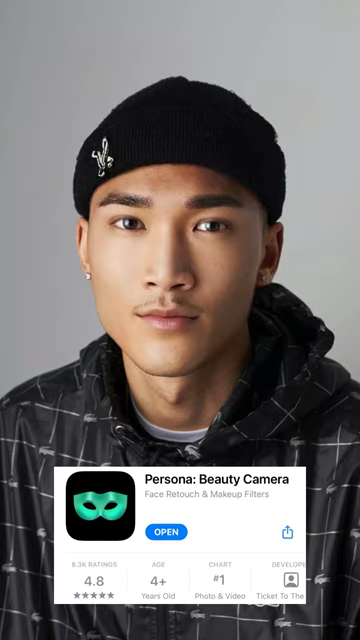 Persona: Beauty Camera
Face Retouch & Makeup Filters
OPEN
8.3K RATINGS
AGE
CHART
DEVELOPE
4.8
4+
#1
★★★★★
Years Old
Photo & Video
Ticket To The